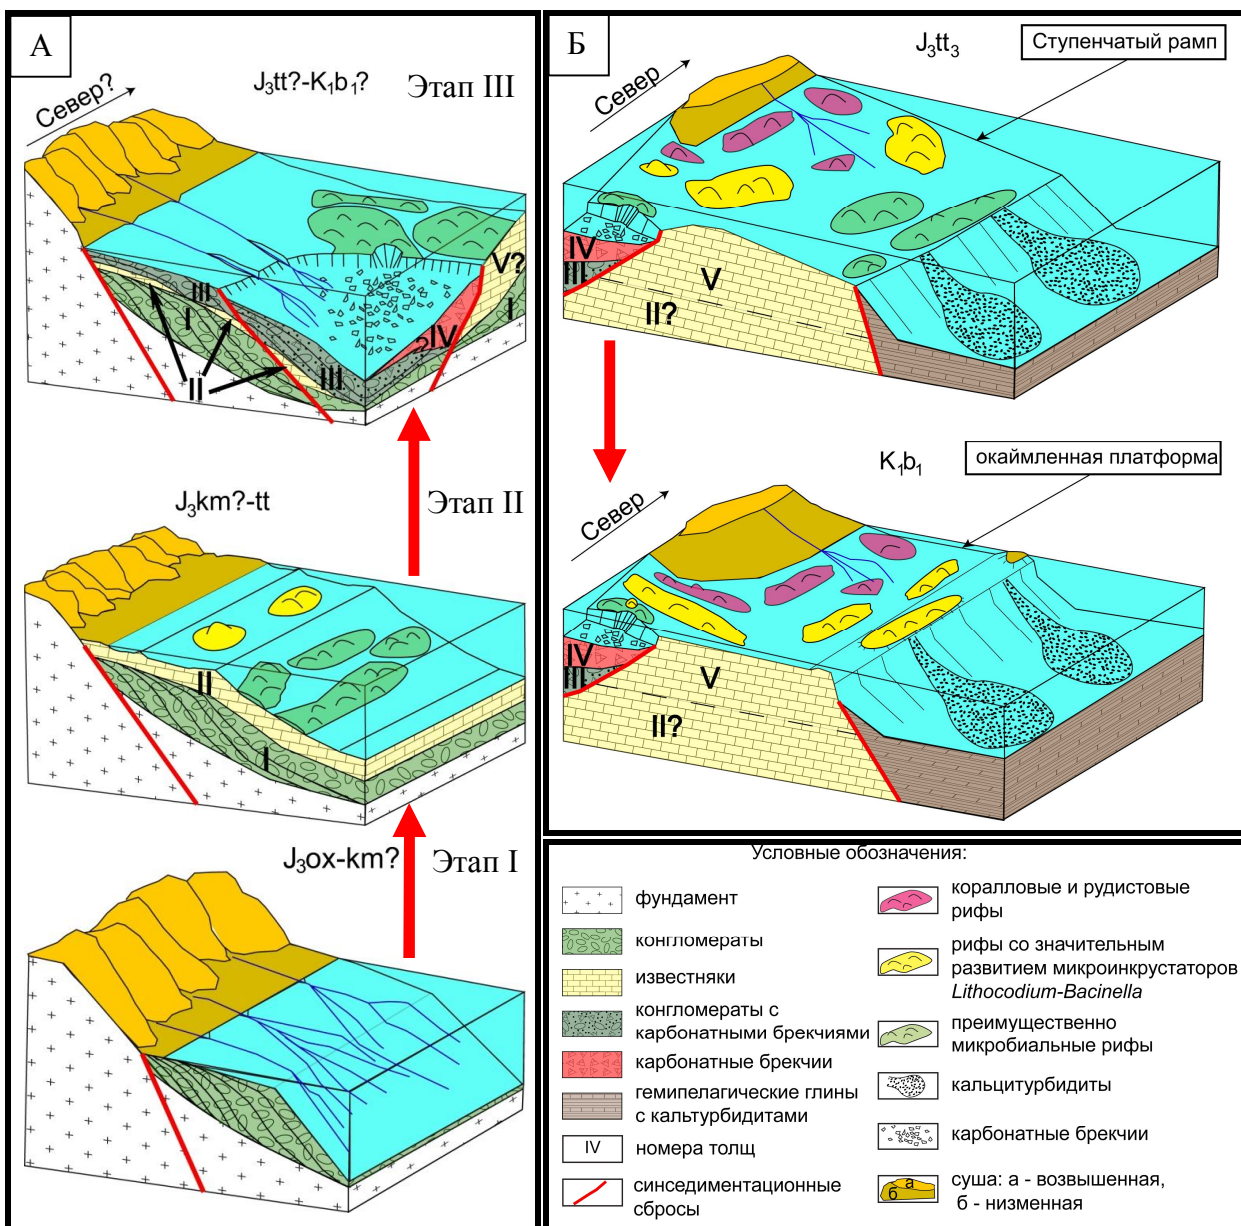 А
J₃tt?-K₁b₁?
Этап III
Север?
V?
III
I
I
IV
?
II
III
J₃km?-tt
Этап II
II
I
J₃ox-km?
Этап I
Б
J₃tt₃
Ступенчатый рамп
Север
IV
III
V
II?
K₁b₁
окаймленная платформа
Север
IV
III
V
II?
Условные обозначения:
фундамент
конгломераты
известняки
конгломераты с
карбонатными брекчиями
карбонатные брекчии
гемипелагические глины
с кальтурбидитами
IV
номера толщ
синседиментационные
сбросы
коралловые и рудистовые
рифы
рифы со значительным
развитием микроинкрустаторов
Lithocodium-Bacinella
преимущественно
микробиальные рифы
кальцитурбидиты
карбонатные брекчии
а
б
суша: а - возвышенная,
б - низменная